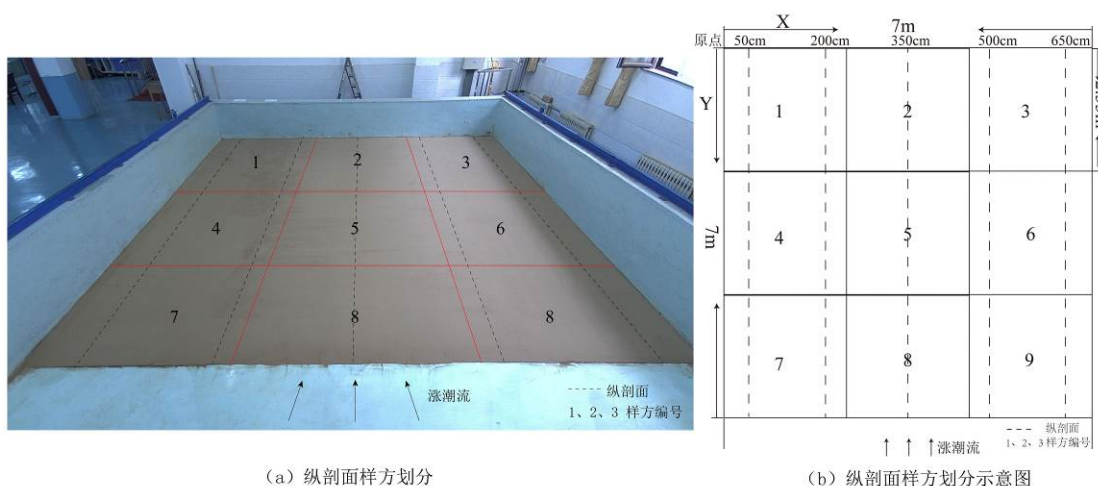 1
2
3
4
5
6
7
8
8
涨潮流
纵剖面
1、2、3 样方编号
(a) 纵剖面样方划分
X
7m
原点
50cm
200cm
350cm
500cm
650cm
Y
1
2
3
7m
4
5
6
7
8
9
纵剖面
1、2、3 样方编号
涨潮流
(b) 纵剖面样方划分示意图